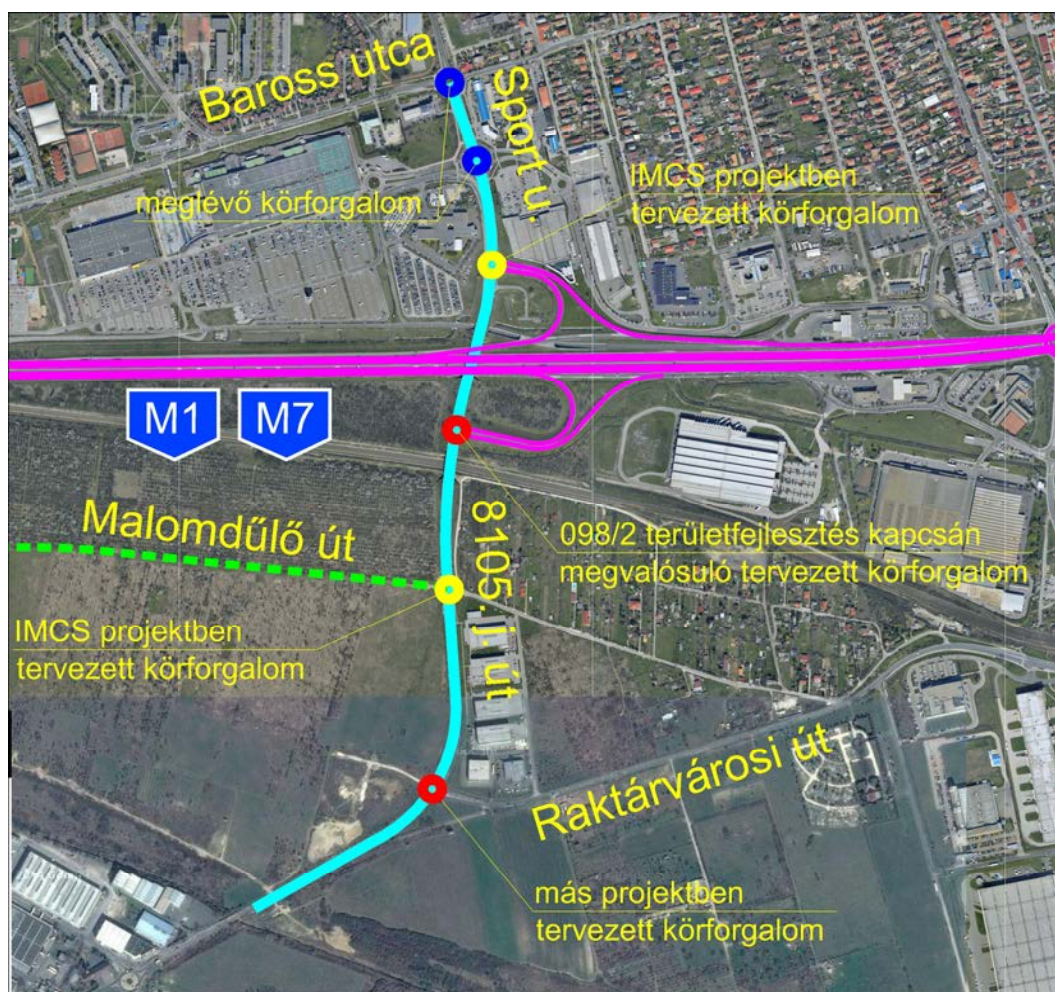 Baross utca
Sport u.
meglévő körforgalom
IMCS projektben
tervezett körforgalom
M1
M7
Malomdűlő út
8105. j. út
098/2 területfejlesztés kapcsán
megvalósuló tervezett körforgalom
IMCS projektben
tervezett körforgalom
Raktárvárosi út
más projektben
tervezett körforgalom